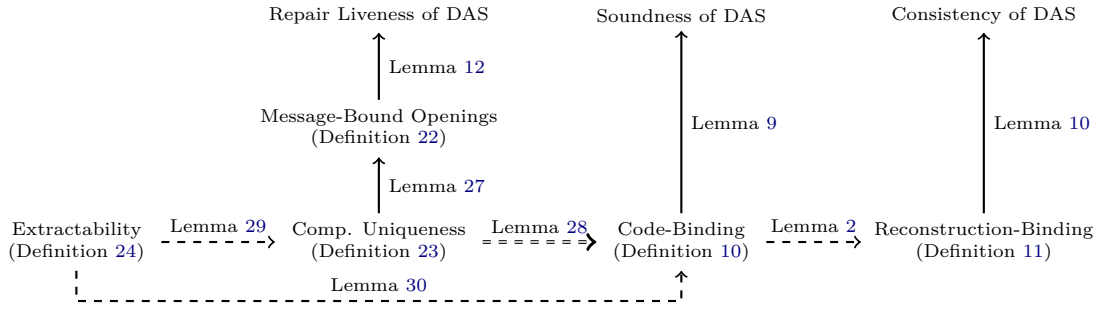 Repair Liveness of DAS
Soundness of DAS
Consistency of DAS
Lemma 12
Message-Bound Openings
(Definition 22)
Lemma 9
Lemma 10
Lemma 27
Extractability
(Definition 24)
Lemma 29
Comp. Uniqueness
(Definition 23)
Lemma 28
Code-Binding
(Definition 10)
Lemma 2
Reconstruction-Binding
(Definition 11)
Lemma 30